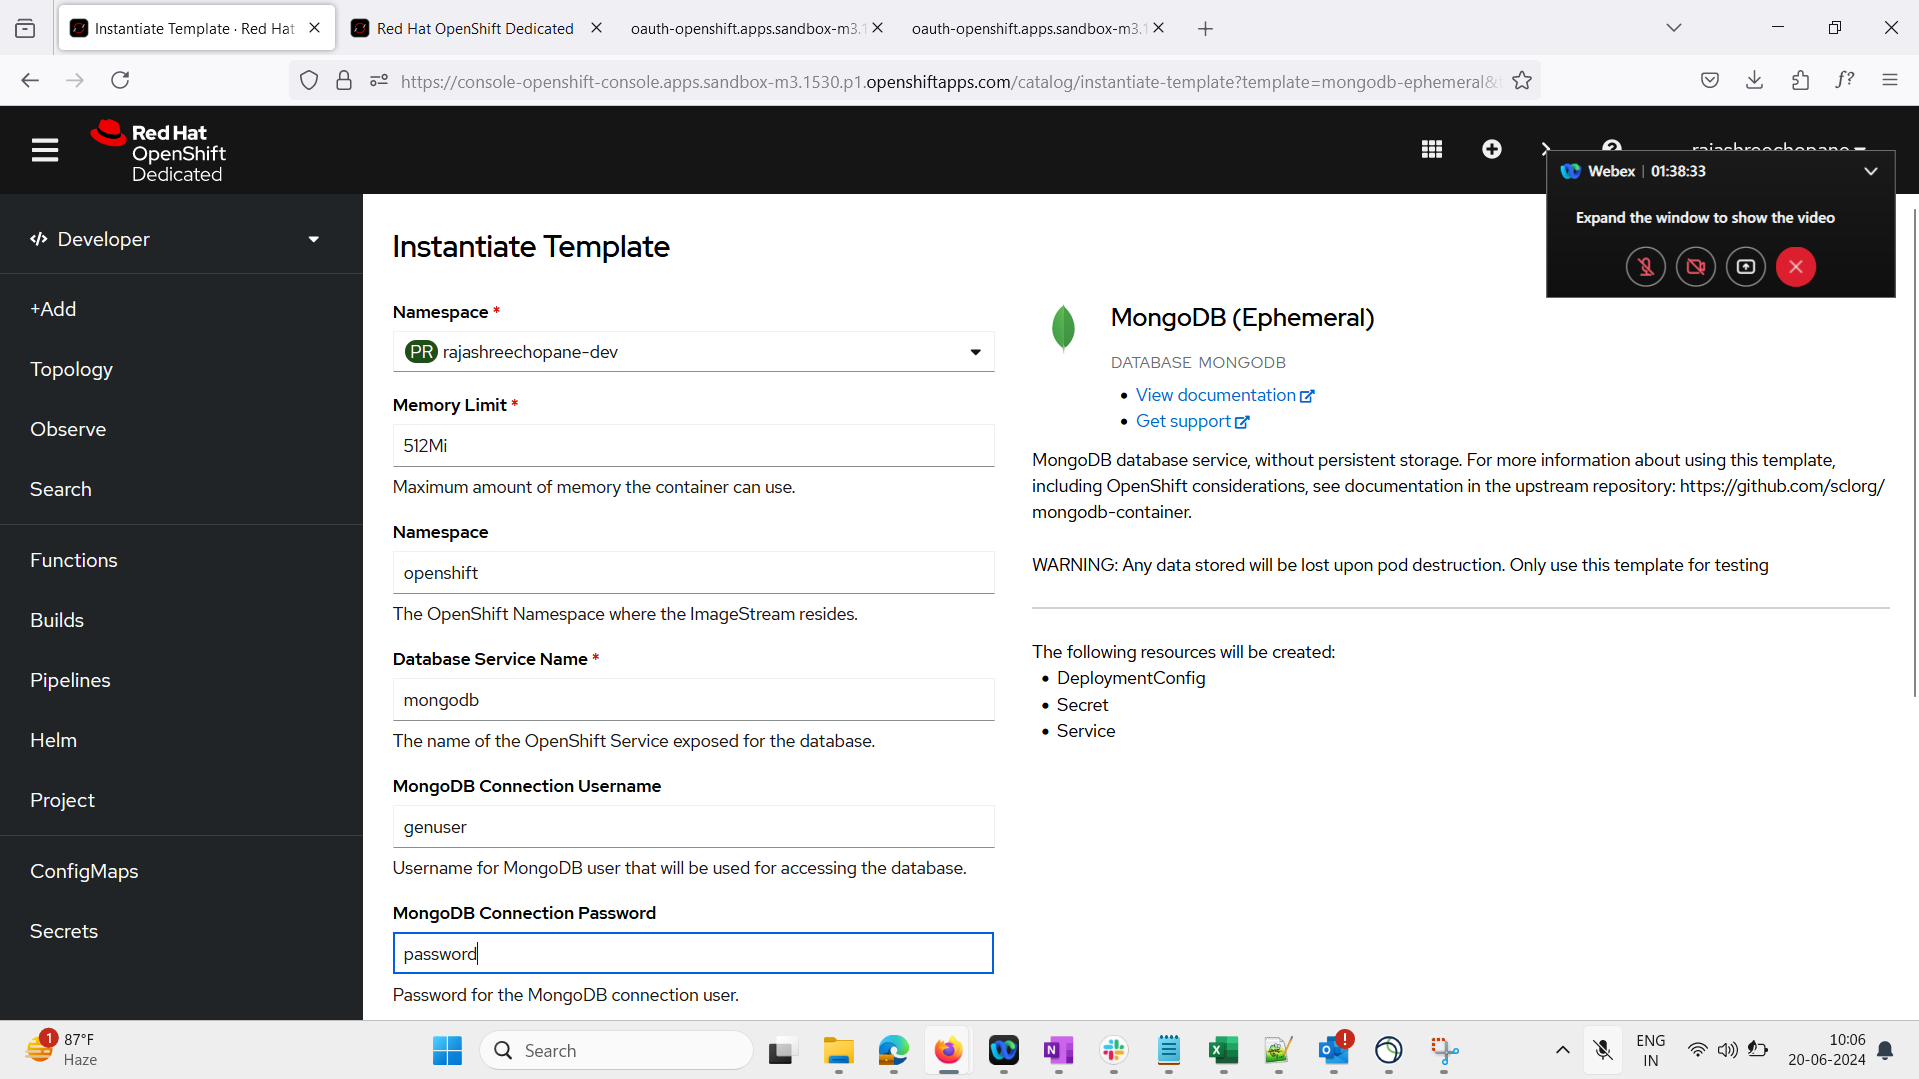 Instantiate Template · Red Hat
Red Hat OpenShift Dedicated
oauth-openshift.apps.sandbox-m3.1
oauth-openshift.apps.sandbox-m3.1
https://console-openshift-console.apps.sandbox-m3.1530.p1.openshiftapps.com/catalog/instantiate-template?template=mongodb-ephemeral&t
Red Hat
OpenShift
Dedicated
rajashreechopane
Webex | 01:38:33
Expand the window to show the video
Developer
+Add
Topology
Observe
Search
Functions
Builds
Pipelines
Helm
Project
ConfigMaps
Secrets
Instantiate Template
Namespace *
PR rajashreechopane-dev
Memory Limit *
512Mi
Maximum amount of memory the container can use.
Namespace
openshift
The OpenShift Namespace where the ImageStream resides.
Database Service Name *
mongodb
The name of the OpenShift Service exposed for the database.
MongoDB Connection Username
genuser
Username for MongoDB user that will be used for accessing the database.
MongoDB Connection Password
password
Password for the MongoDB connection user.
MongoDB (Ephemeral)
DATABASE MONGODB
• View documentation
• Get support
MongoDB database service, without persistent storage. For more information about using this template,
including OpenShift considerations, see documentation in the upstream repository: https://github.com/sclorg/
mongodb-container.
WARNING: Any data stored will be lost upon pod destruction. Only use this template for testing
The following resources will be created:
• DeploymentConfig
• Secret
• Service
1
87°F
Haze
Search
ENG
IN
10:06
20-06-2024